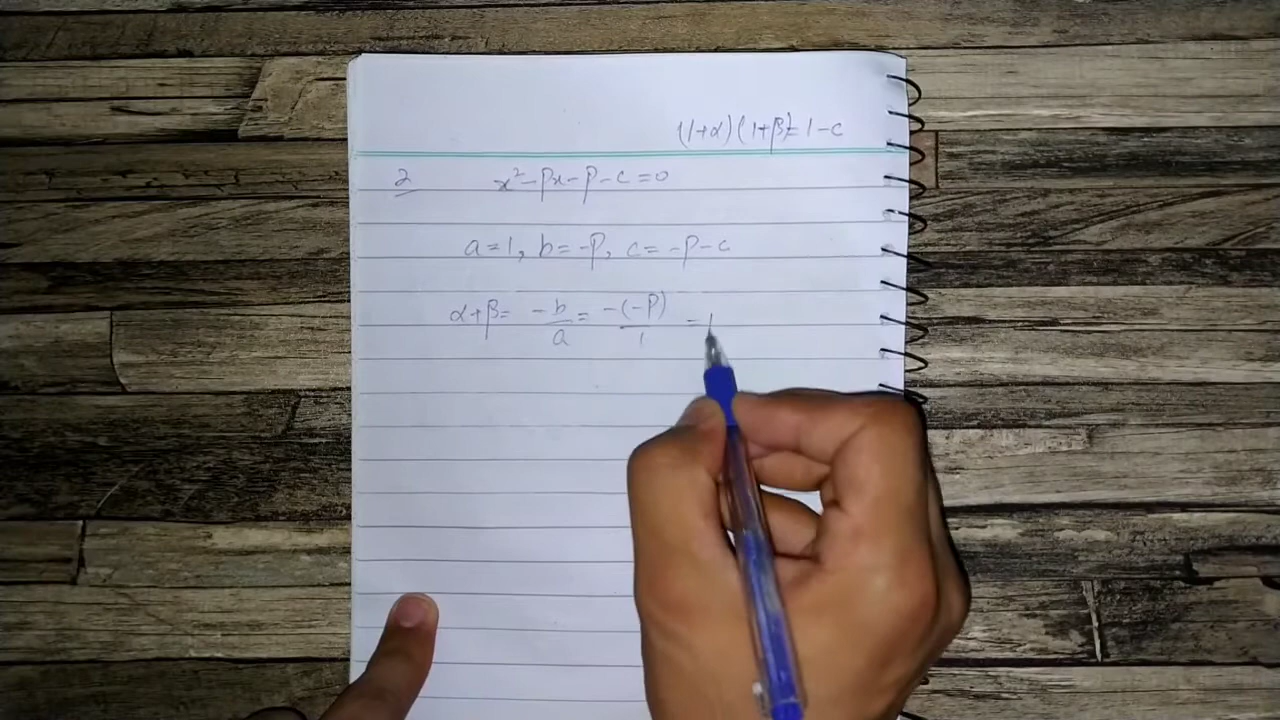 (1+α)(1+β)=1-c
2 x²-px-p-c=0
a=1, b=-p, c=-p-c
α+β= -b/a = -(-p)/1 =